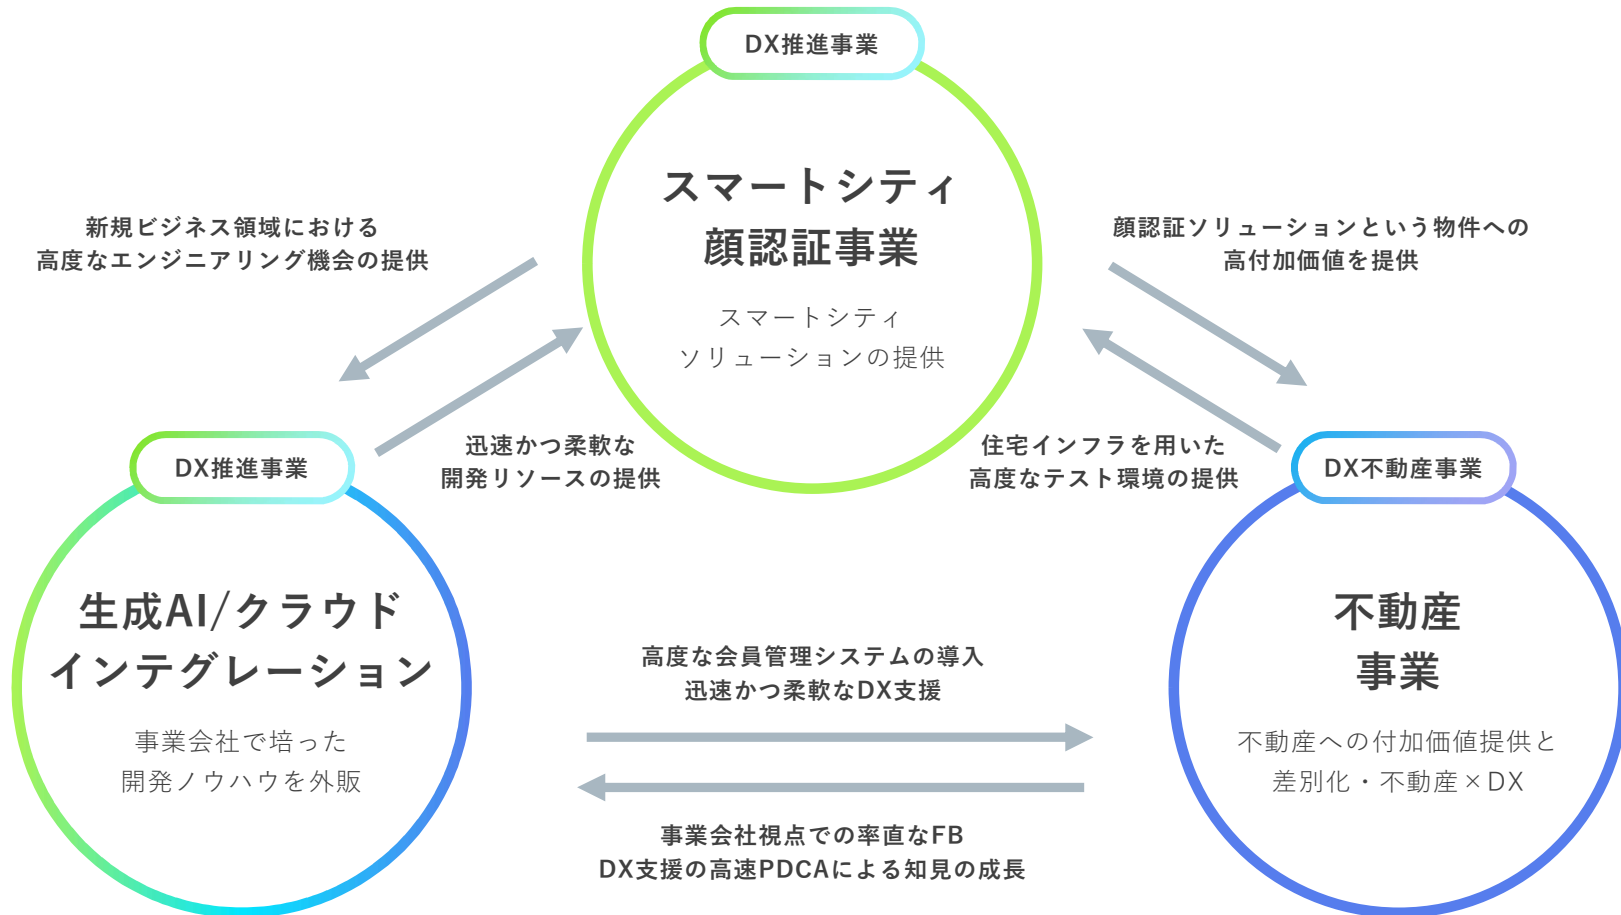 DX推進事業
スマートシティ
顔認証事業
スマートシティ
ソリューションの提供
新規ビジネス領域における
高度なエンジニアリング機会の提供
顔認証ソリューションという物件への
高付加価値を提供
迅速かつ柔軟な
開発リソースの提供
住宅インフラを用いた
高度なテスト環境の提供
DX推進事業
生成AI/クラウド
インテグレーション
事業会社で培った
開発ノウハウを外販
高度な会員管理システムの導入
迅速かつ柔軟なDX支援
事業会社視点での率直なFB
DX支援の高速PDCAによる知見の成長
DX不動産事業
不動産
事業
不動産への付加価値提供と
差別化・不動産×DX